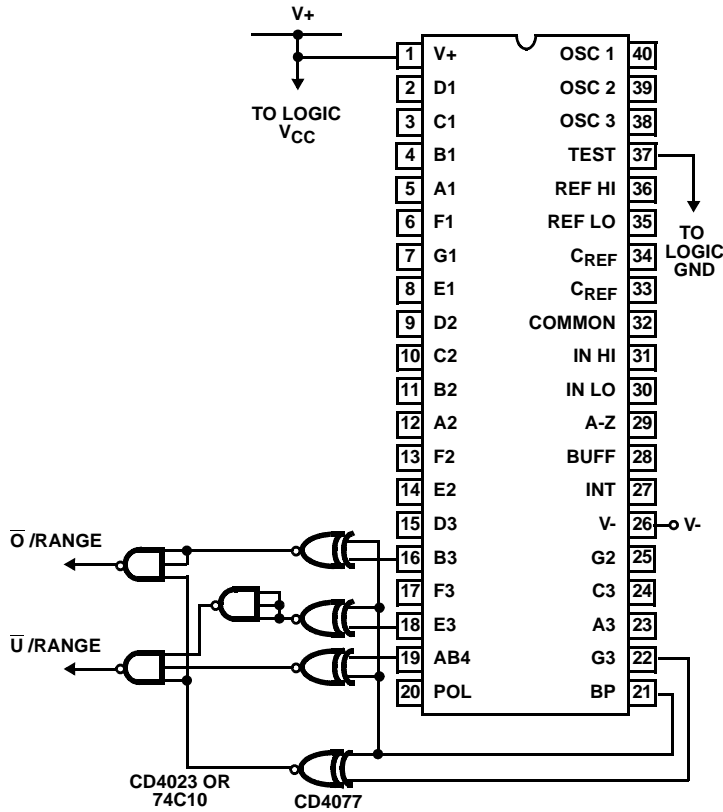 V+
1 V+ OSC 1 40
2 D1 OSC 2 39
TO LOGIC
VCC
3 C1 OSC 3 38
4 B1 TEST 37
5 A1 REF HI 36
6 F1 REF LO 35
TO
LOGIC
GND
7 G1 CREF 34
8 E1 CREF 33
9 D2 COMMON 32
10 C2 IN HI 31
11 B2 IN LO 30
12 A2 A-Z 29
13 F2 BUFF 28
14 E2 INT 27
15 D3 V- 26 V-
O̅ /RANGE
16 B3 G2 25
17 F3 C3 24
18 E3 A3 23
U̅ /RANGE
19 AB4 G3 22
20 POL BP 21
CD4023 OR
74C10
CD4077